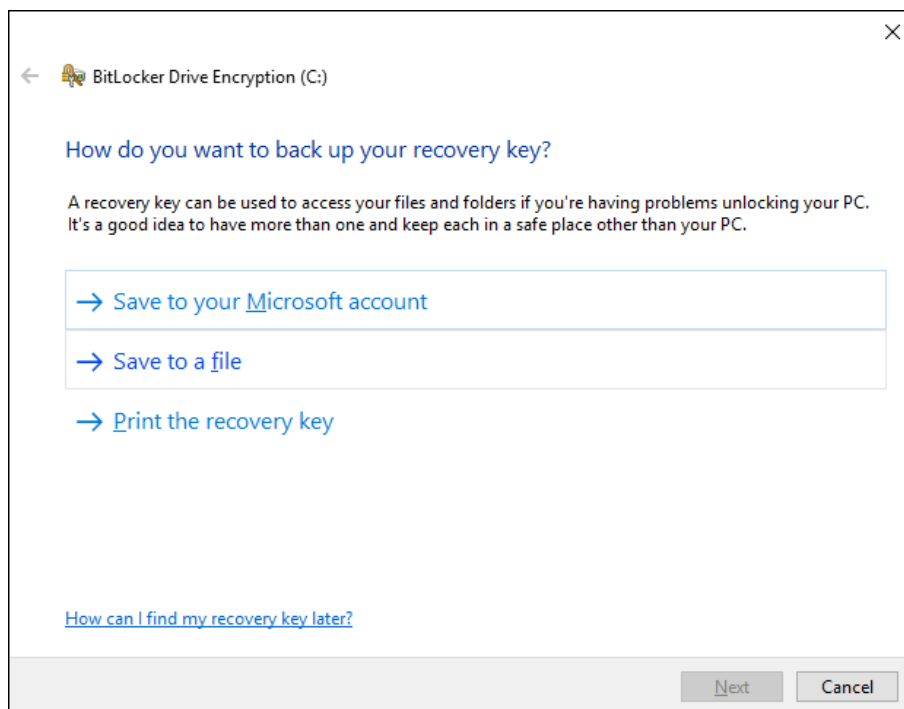 BitLocker Drive Encryption (C:)
How do you want to back up your recovery key?
A recovery key can be used to access your files and folders if you're having problems unlocking your PC.
It's a good idea to have more than one and keep each in a safe place other than your PC.
Save to your Microsoft account
Save to a file
Print the recovery key
How can I find my recovery key later?
Next
Cancel